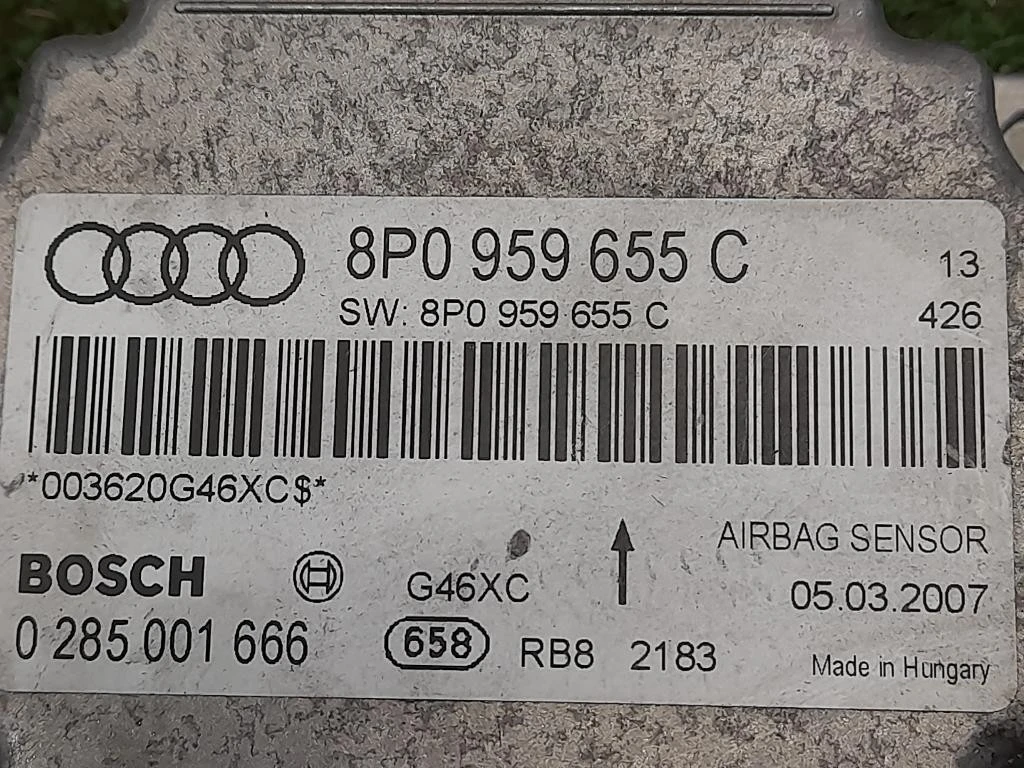 8P0 959 655 C 13
SW: 8P0 959 655 C 426
*003620G46XC$*
AIRBAG SENSOR
BOSCH G46XC 05.03.2007
0 285 001 666 658 RB8 2183 Made in Hungary